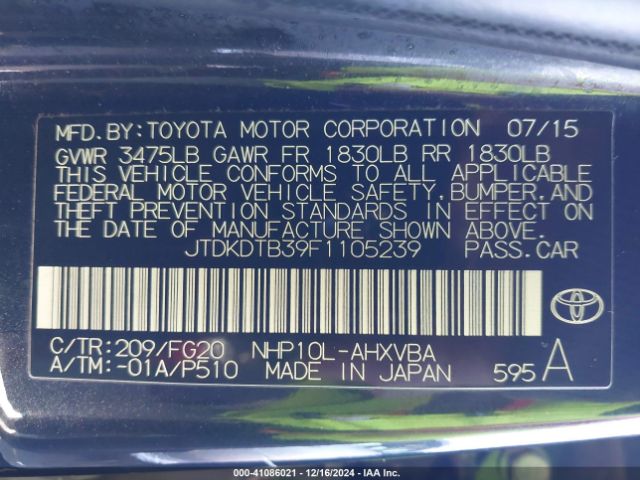 MFD.BY:TOYOTA MOTOR CORPORATION 07/15
GVWR 3475LB GAWR FR 1830LB RR 1830LB
THIS VEHICLE CONFORMS TO ALL APPLICABLE
FEDERAL MOTOR VEHICLE SAFETY,BUMPER,AND
THEFT PREVENTION STANDARDS IN EFFECT ON
THE DATE OF MANUFACTURE SHOWN ABOVE.
JTDKDTB39F1105239 PASS.CAR
C/TR:209/FG20 NHP10L-AHXVBA
A/TM:-01A/P510 MADE IN JAPAN 595A
000-41086021 - 12/16/2024 - IAA Inc.